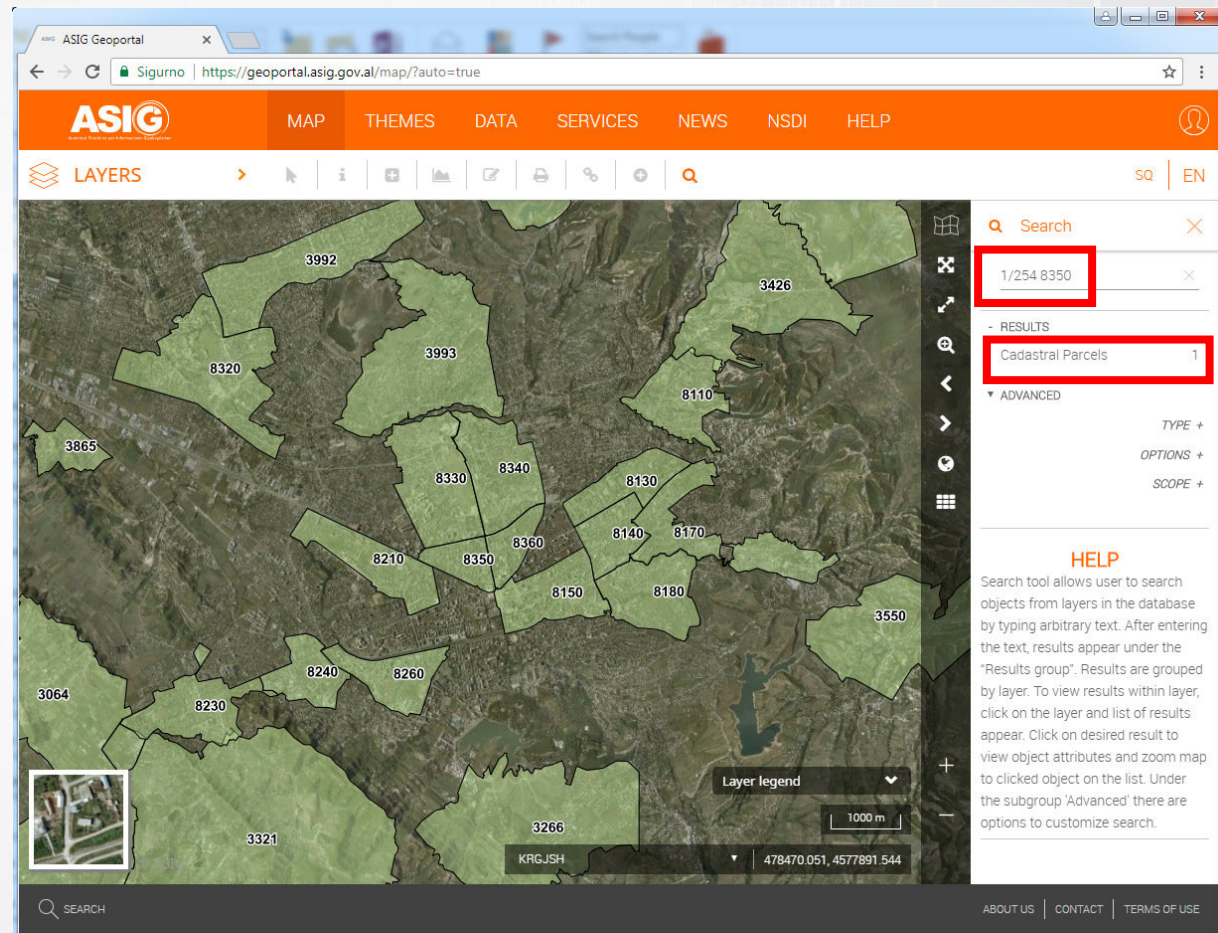 ASIG Geoportal
Sigurno | https://geoportal.asig.gov.al/map/?auto=true
ASIG
MAP THEMES DATA SERVICES NEWS NSDI HELP
LAYERS
SQ | EN
Search
1/254 8350
- RESULTS
Cadastral Parcels 1
▼ ADVANCED
TYPE +
OPTIONS +
SCOPE +
HELP
Search tool allows user to search
objects from layers in the database
by typing arbitrary text. After entering
the text, results appear under the
"Results group". Results are grouped
by layer. To view results within layer,
click on the layer and list of results
appear. Click on desired result to
view object attributes and zoom map
to clicked object on the list. Under
the subgroup 'Advanced' there are
options to customize search.
3992
3426
3993
8320
8110
3865
8340
8330
8130
8140
8170
8360
8210
8350
8150
8180
3550
8240
8260
3064
8230
3266
3321
Layer legend
1000 m
KRGJSH
478470.051, 4577891.544
SEARCH
ABOUT US | CONTACT | TERMS OF USE